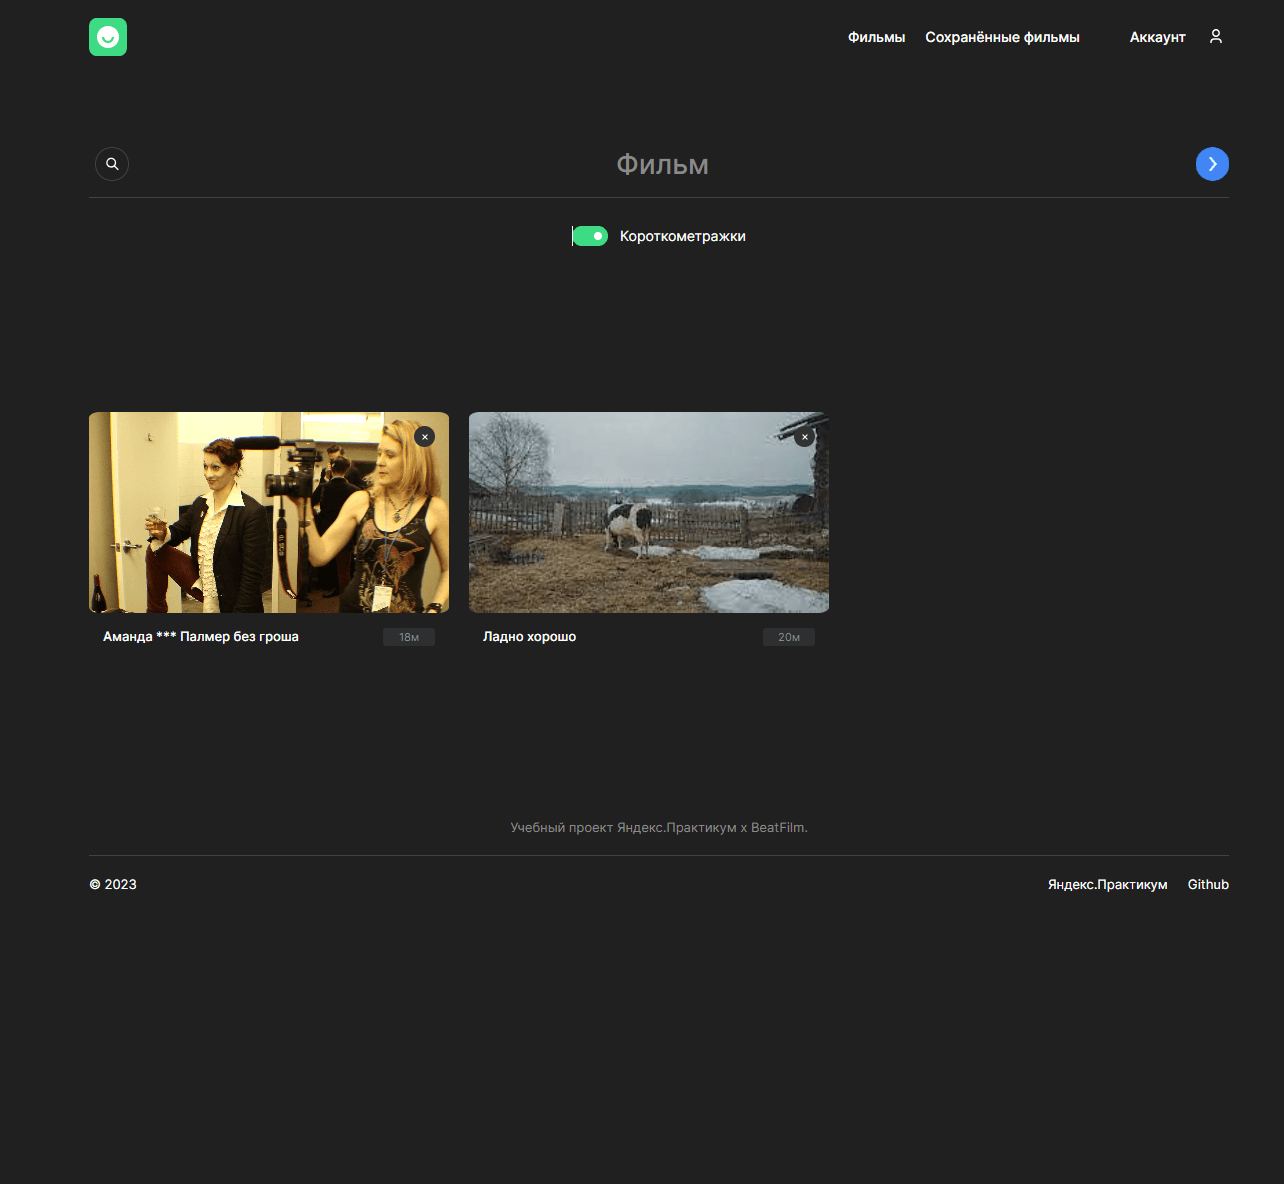 Фильмы Сохранённые фильмы Аккаунт
Фильм
Короткометражки
Аманда *** Палмер без гроша 18м
Ладно хорошо 20м
Учебный проект Яндекс.Практикум x BeatFilm.
© 2023 Яндекс.Практикум Github